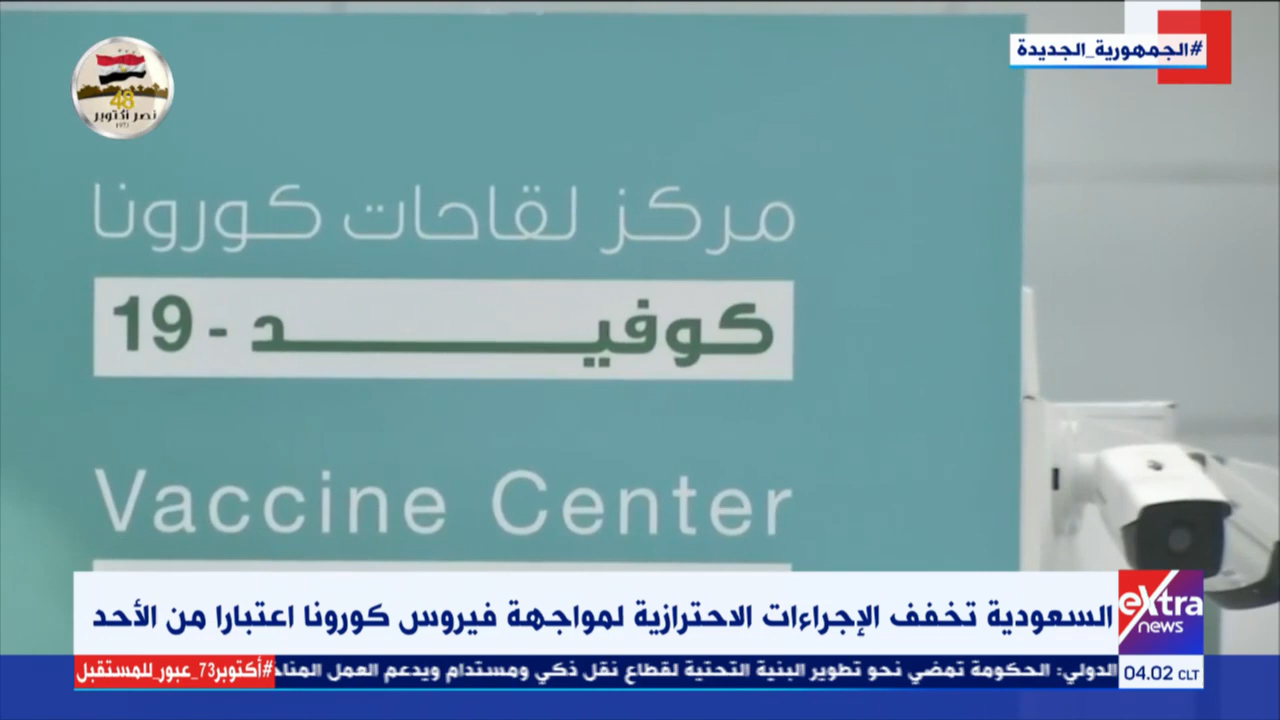 #الجمهورية_الجديدة
48
نصر أكتوبر
مركز لقاحات كورونا
كوفيد - 19
Vaccine Center
السعودية تخفف الإجراءات الاحترازية لمواجهة فيروس كورونا اعتبارا من الأحد
eXtra
news
الدولي: الحكومة تمضي نحو تطوير البنية التحتية لقطاع نقل ذكي ومستدام ويدعم العمل
#أكتوبر73_عبور_للمستقبل
04.02 CLT